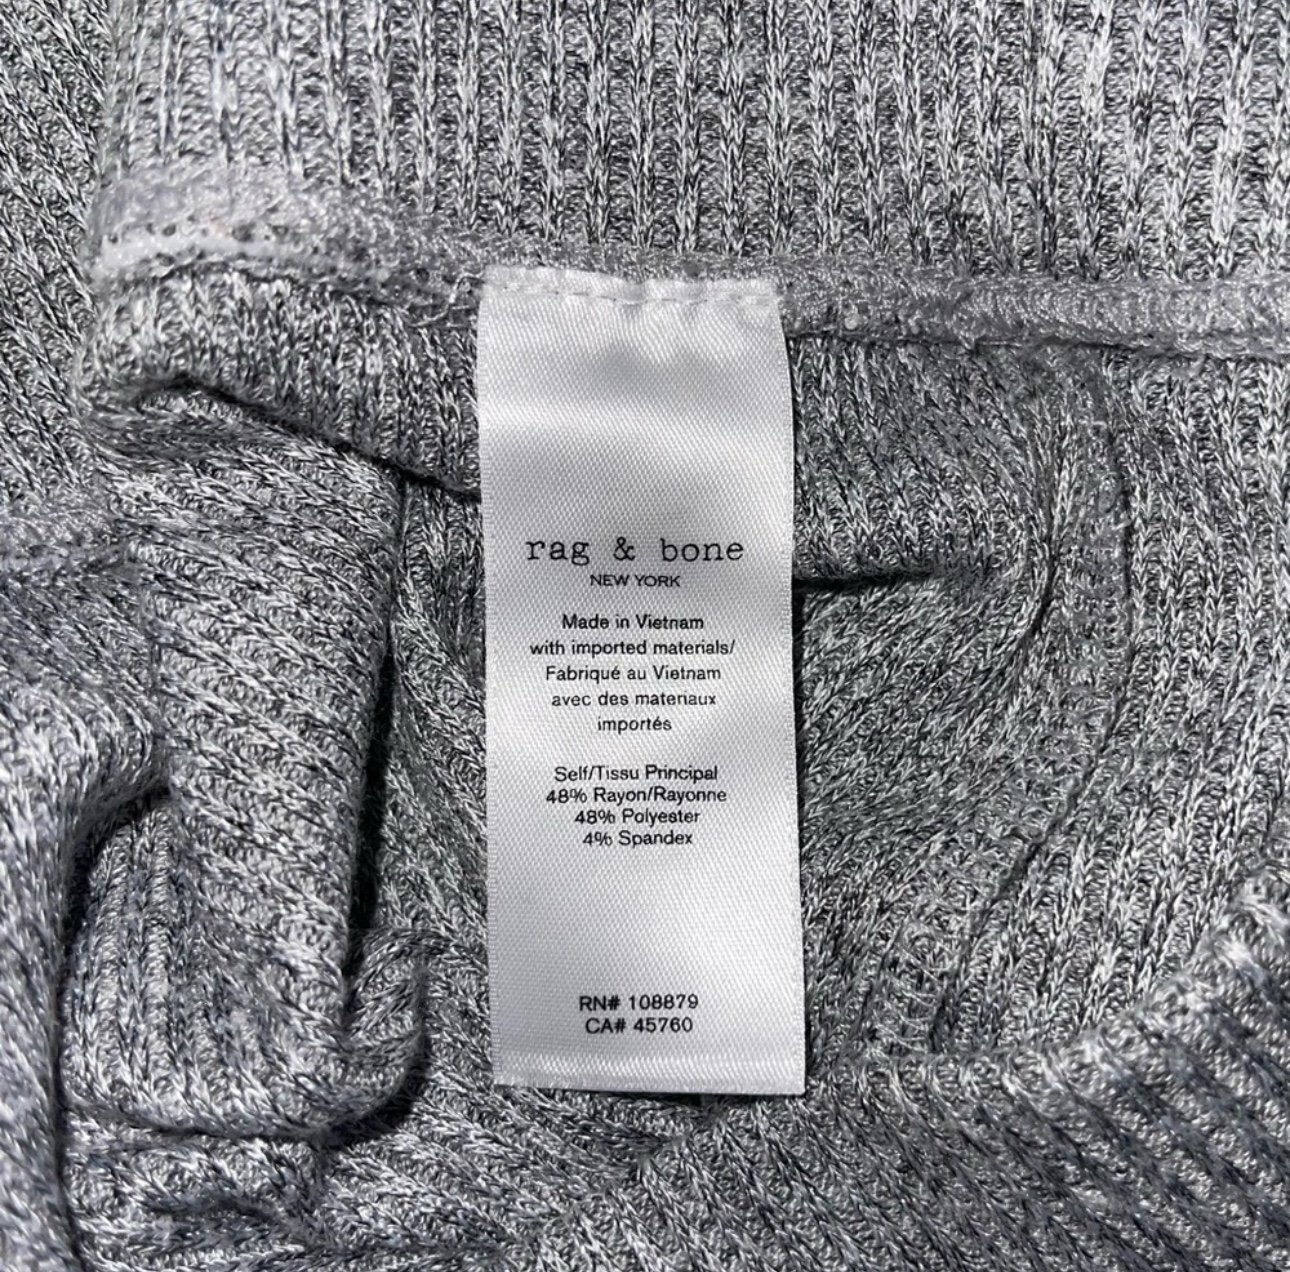 rag & bone
NEW YORK
Made in Vietnam
with imported materials/
Fabriqué au Vietnam
avec des materiaux
importés
Self/Tissu Principal
48% Rayon/Rayonne
48% Polyester
4% Spandex
RN# 108879
CA# 45760